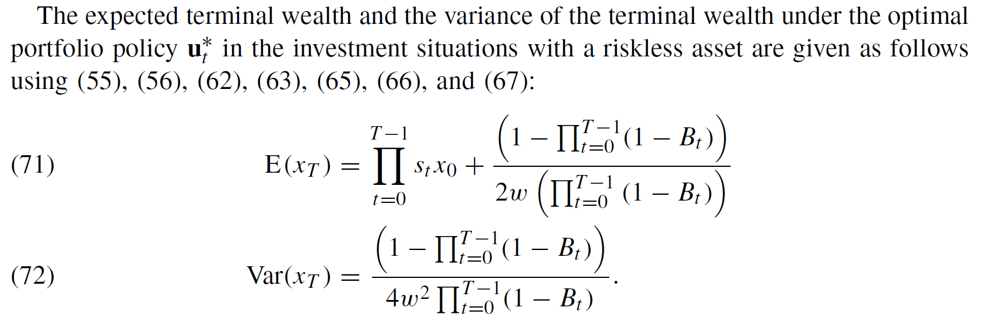 The expected terminal wealth and the variance of the terminal wealth under the optimal
portfolio policy $\mathbf{u}_t^*$ in the investment situations with a riskless asset are given as follows
using (55), (56), (62), (63), (65), (66), and (67):
(71) $\mathrm{E}(x_T) = \prod_{t=0}^{T-1} s_t x_0 + \frac{\left(1 - \prod_{t=0}^{T-1}(1 - B_t)\right)}{2w\left(\prod_{t=0}^{T-1}(1 - B_t)\right)}$
(72) $\mathrm{Var}(x_T) = \frac{\left(1 - \prod_{t=0}^{T-1}(1 - B_t)\right)}{4w^2 \prod_{t=0}^{T-1}(1 - B_t)}.$